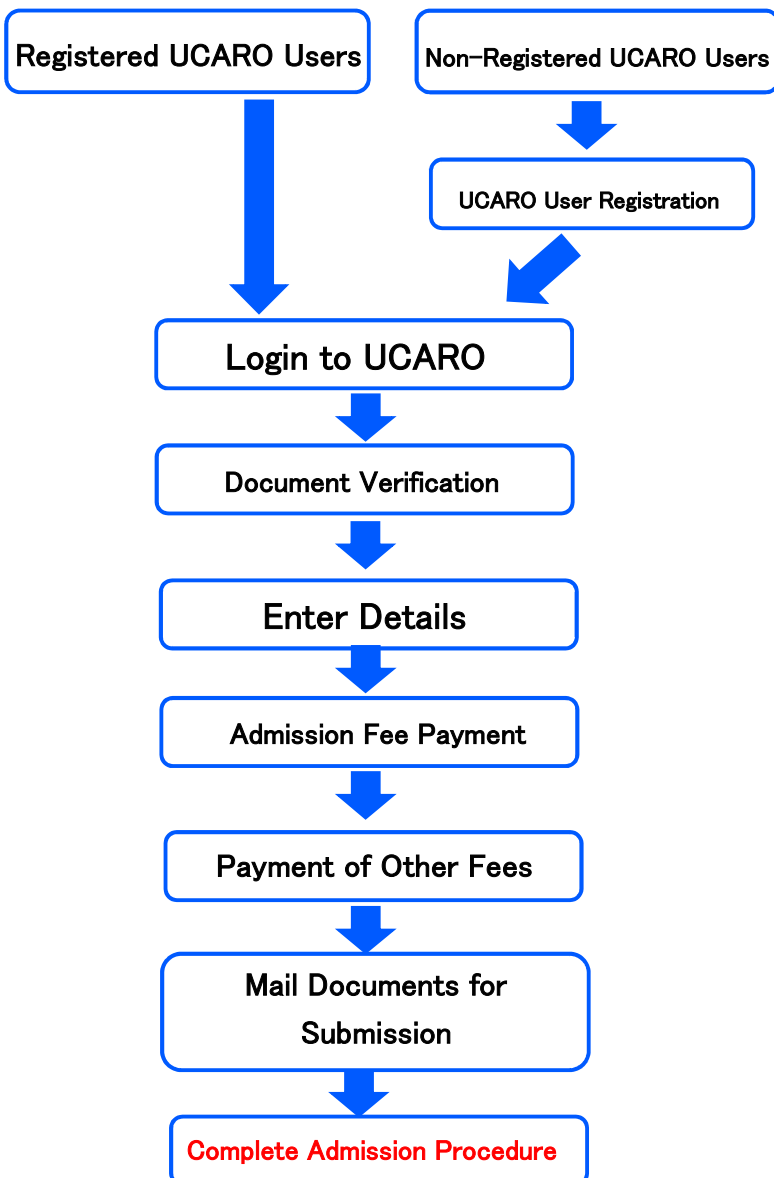 Registered UCARO Users
Non-Registered UCARO Users
UCARO User Registration
Login to UCARO
Document Verification
Enter Details
Admission Fee Payment
Payment of Other Fees
Mail Documents for
Submission
Complete Admission Procedure